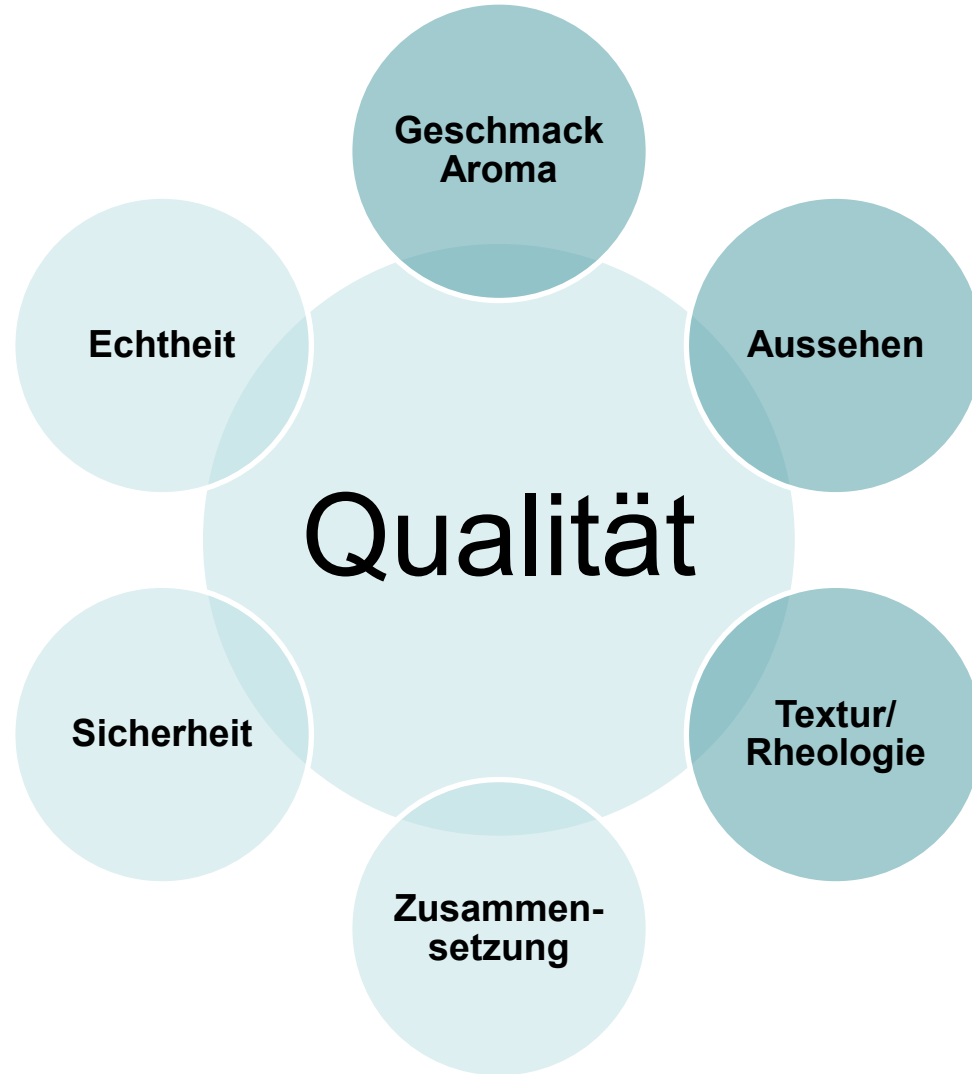 Geschmack
Aroma
Echtheit
Aussehen
Qualität
Sicherheit
Textur/
Rheologie
Zusammen-
setzung